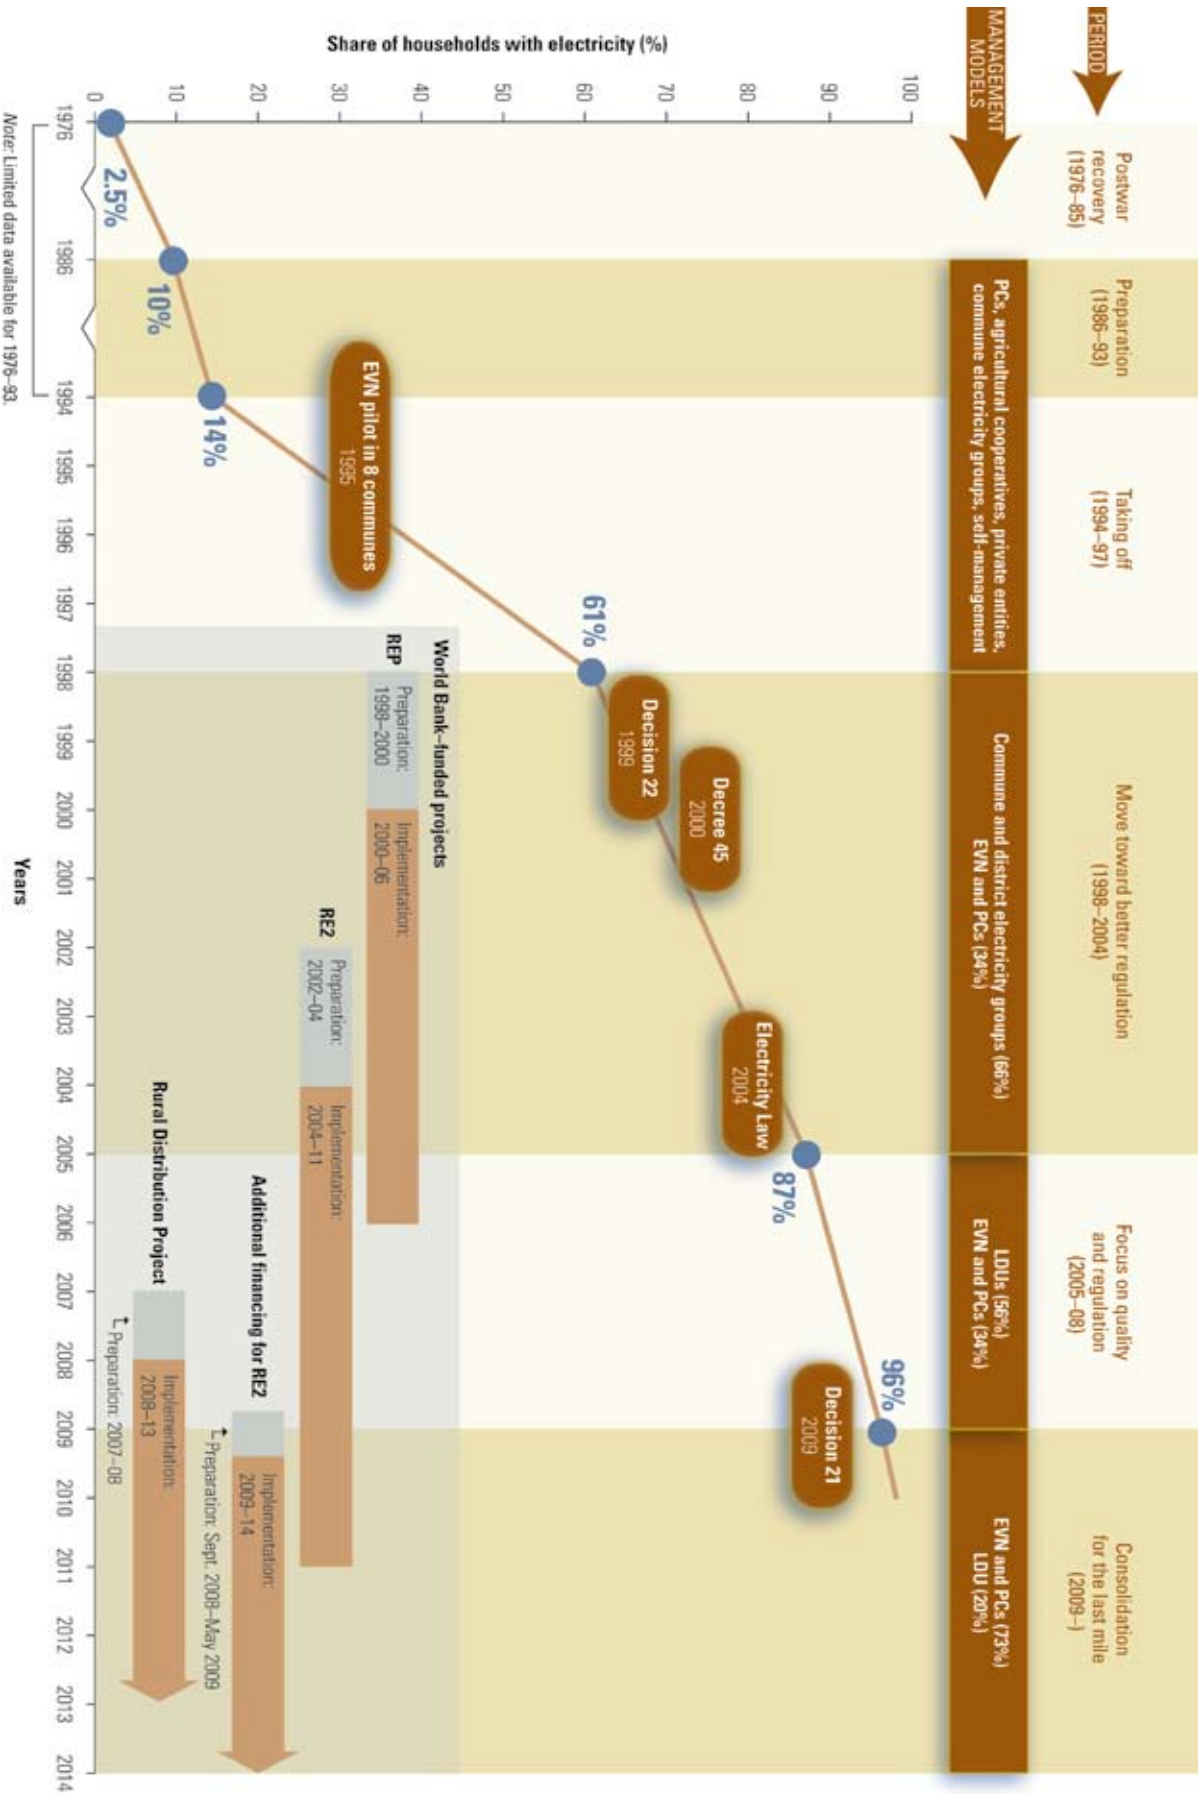 PERIOD
Postwar
recovery
(1976–85)
Preparation
(1986–93)
Taking off
(1994–97)
Move toward better regulation
(1998–2004)
Focus on quality
and regulation
(2005–08)
Consolidation
for the last mile
(2009–)
MANAGEMENT
MODELS
PCs, agricultural cooperatives, private entities,
commune electricity groups, self-management
Commune and district electricity groups (66%)
EVN and PCs (34%)
LDUs (56%)
EVN and PCs (34%)
EVN and PCs (73%)
LDU (20%)
Share of households with electricity (%)
100
90
80
70
60
50
40
30
20
10
0
2.5%
10%
14%
61%
87%
96%
EVN pilot in 8 communes
1995
Decision 22
1999
Decree 45
2000
Electricity Law
2004
Decision 21
2009
World Bank–funded projects
REP
Preparation:
1998–2000
Implementation:
2000–06
RE2
Preparation:
2002–04
Implementation:
2004–11
Additional financing for RE2
Implementation:
2009–14
Preparation: Sept. 2008–May 2009
Rural Distribution Project
Implementation:
2008–13
Preparation: 2007–08
1976
1986
1994
1995
1996
1997
1998
1999
2000
2001
2002
2003
2004
2005
2006
2007
2008
2009
2010
2011
2012
2013
2014
Years
Note: Limited data available for 1976–93.